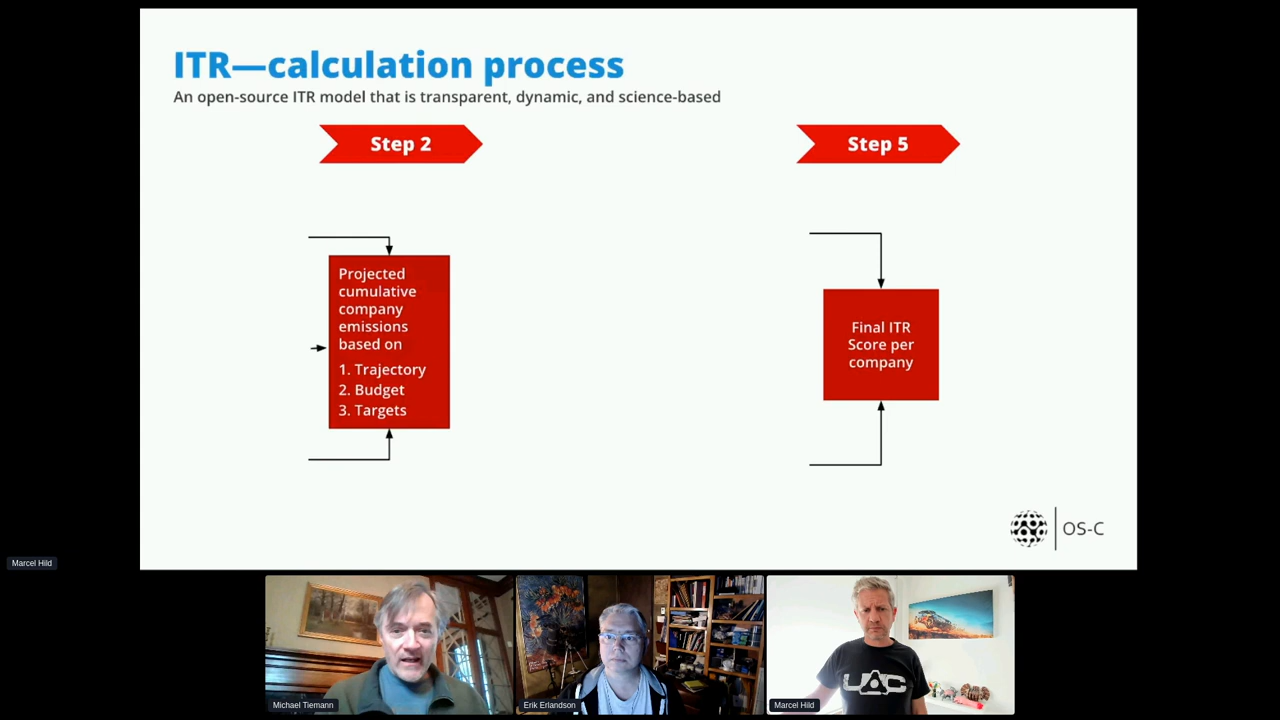 ITR—calculation process
An open-source ITR model that is transparent, dynamic, and science-based
Step 2
Step 5
Projected
cumulative
company
emissions
based on
1. Trajectory
2. Budget
3. Targets
Final ITR
Score per
company
OS-C
Marcel Hild
Michael Tiemann
Erik Erlandson
Marcel Hild
UAC